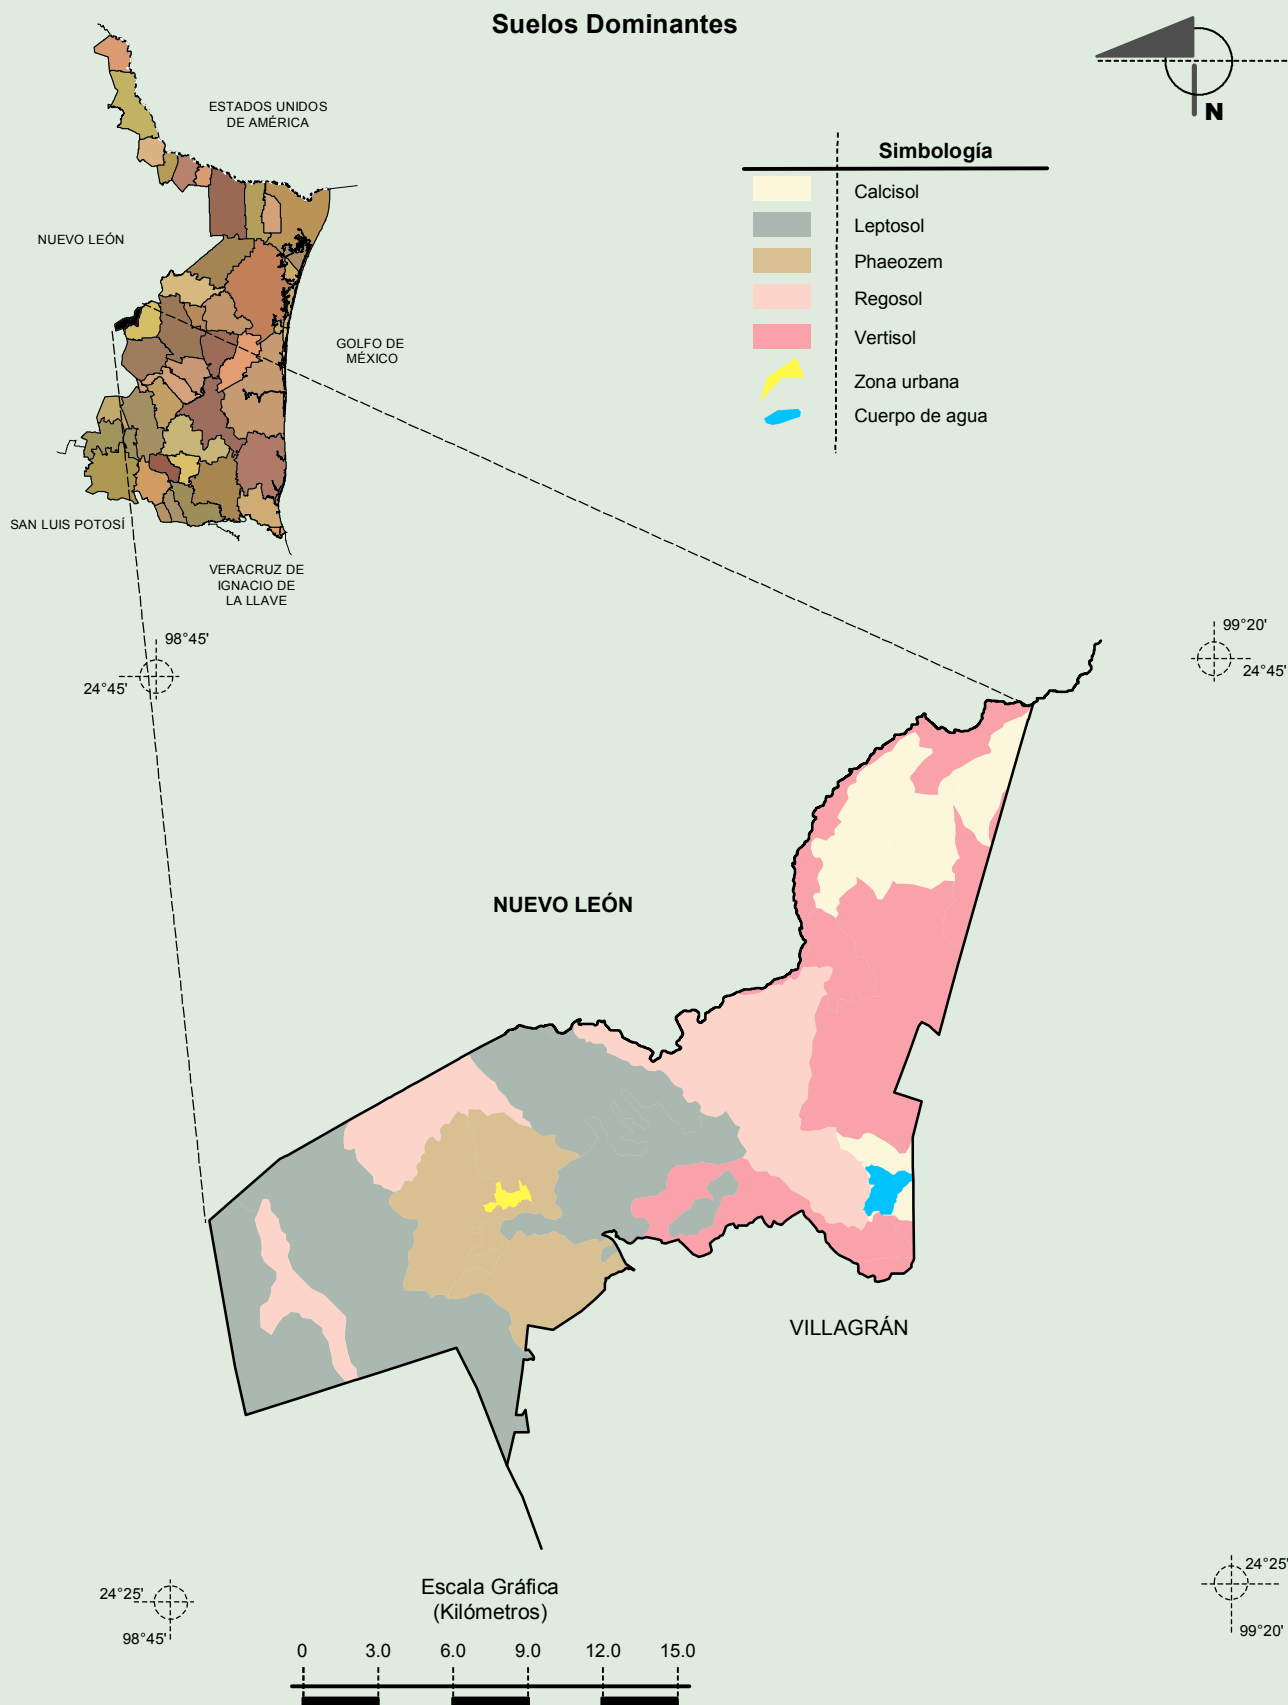 Suelos Dominantes
N
ESTADOS UNIDOS
DE AMÉRICA
NUEVO LEÓN
GOLFO DE
MÉXICO
SAN LUIS POTOSÍ
VERACRUZ DE
IGNACIO DE
LA LLAVE
Simbología
Calcisol
Leptosol
Phaeozem
Regosol
Vertisol
Zona urbana
Cuerpo de agua
98°45'
24°45'
99°20'
24°45'
NUEVO LEÓN
VILLAGRÁN
24°25'
98°45'
24°25'
99°20'
Escala Gráfica
(Kilómetros)
0 3.0 6.0 9.0 12.0 15.0